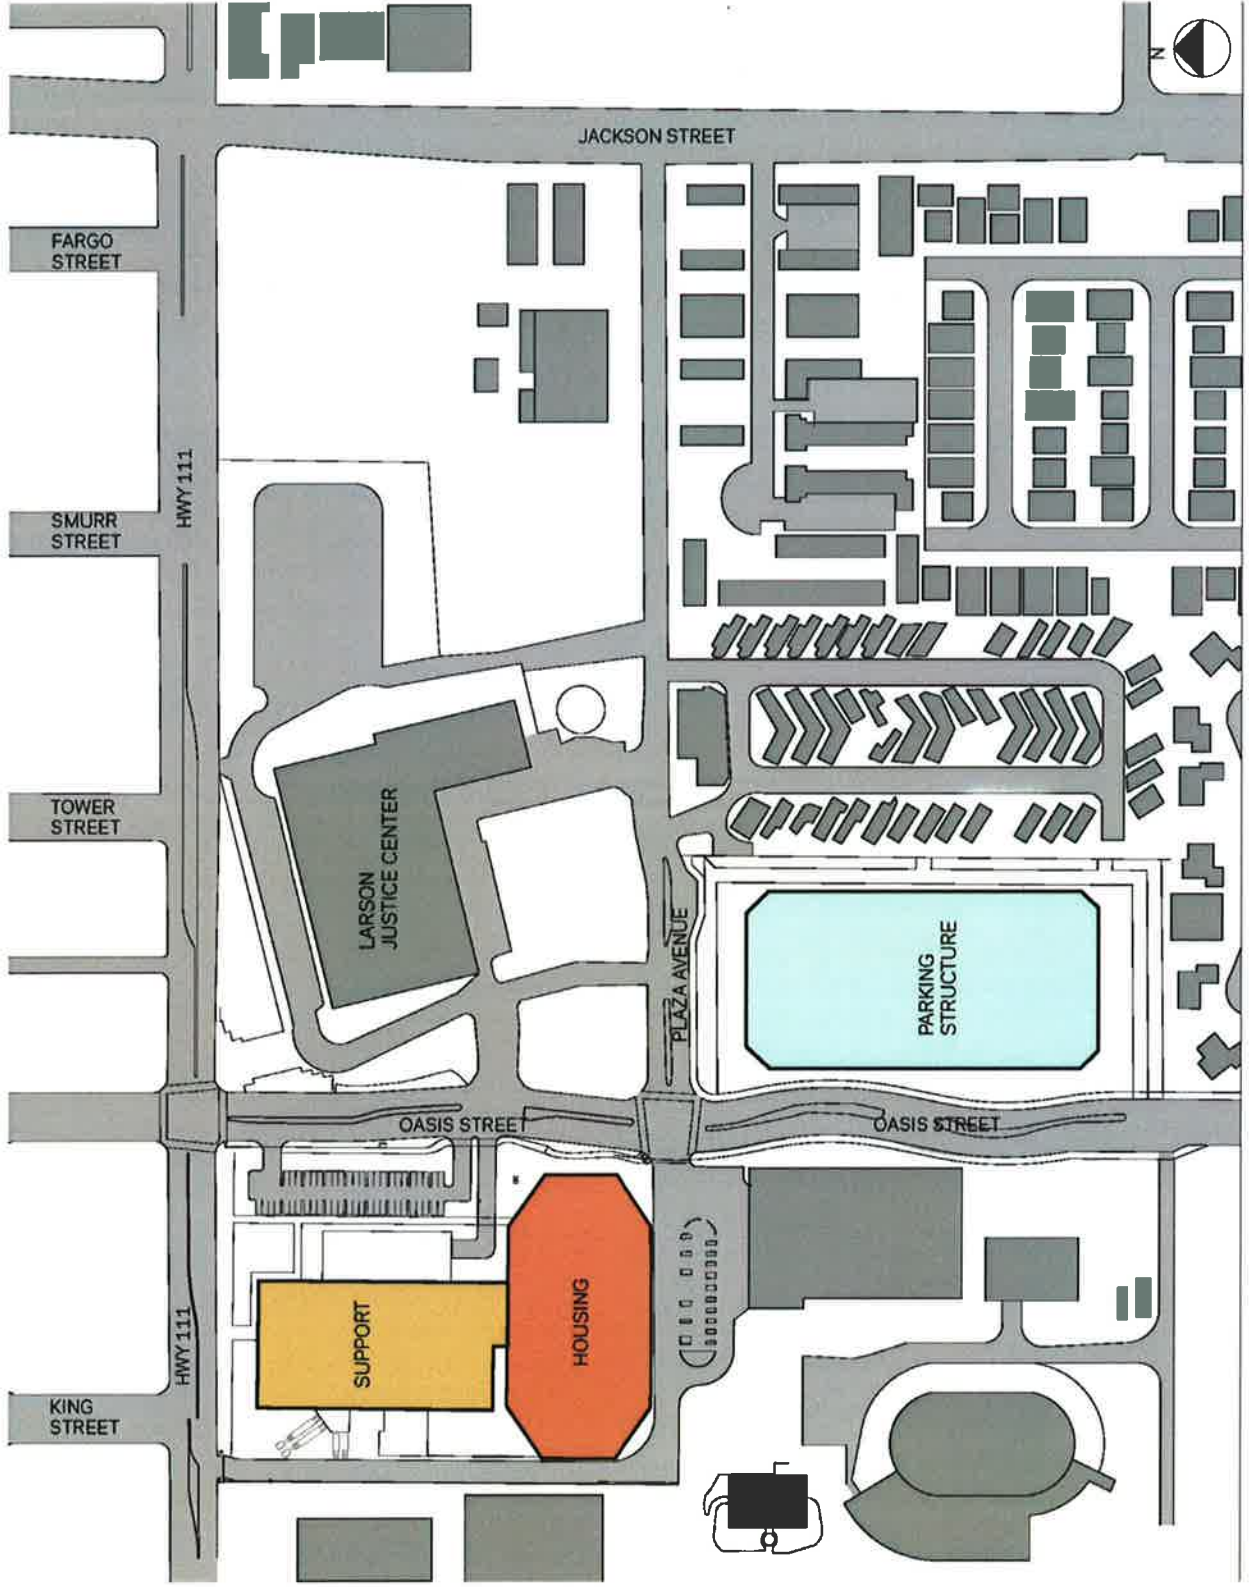 N
JACKSON STREET
FARGO
STREET
HWY 111
SMURR
STREET
TOWER
STREET
LARSON
JUSTICE CENTER
PLAZA AVENUE
PARKING
STRUCTURE
OASIS STREET
OASIS STREET
HWY 111
SUPPORT
HOUSING
KING
STREET